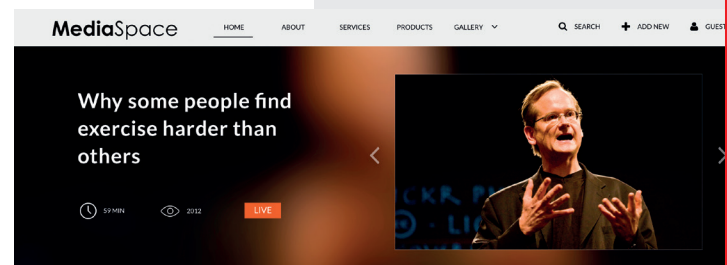 MediaSpace HOME ABOUT SERVICES PRODUCTS GALLERY SEARCH ADD NEW GUEST
Why some people find
exercise harder than
others
59 MIN 2012 LIVE